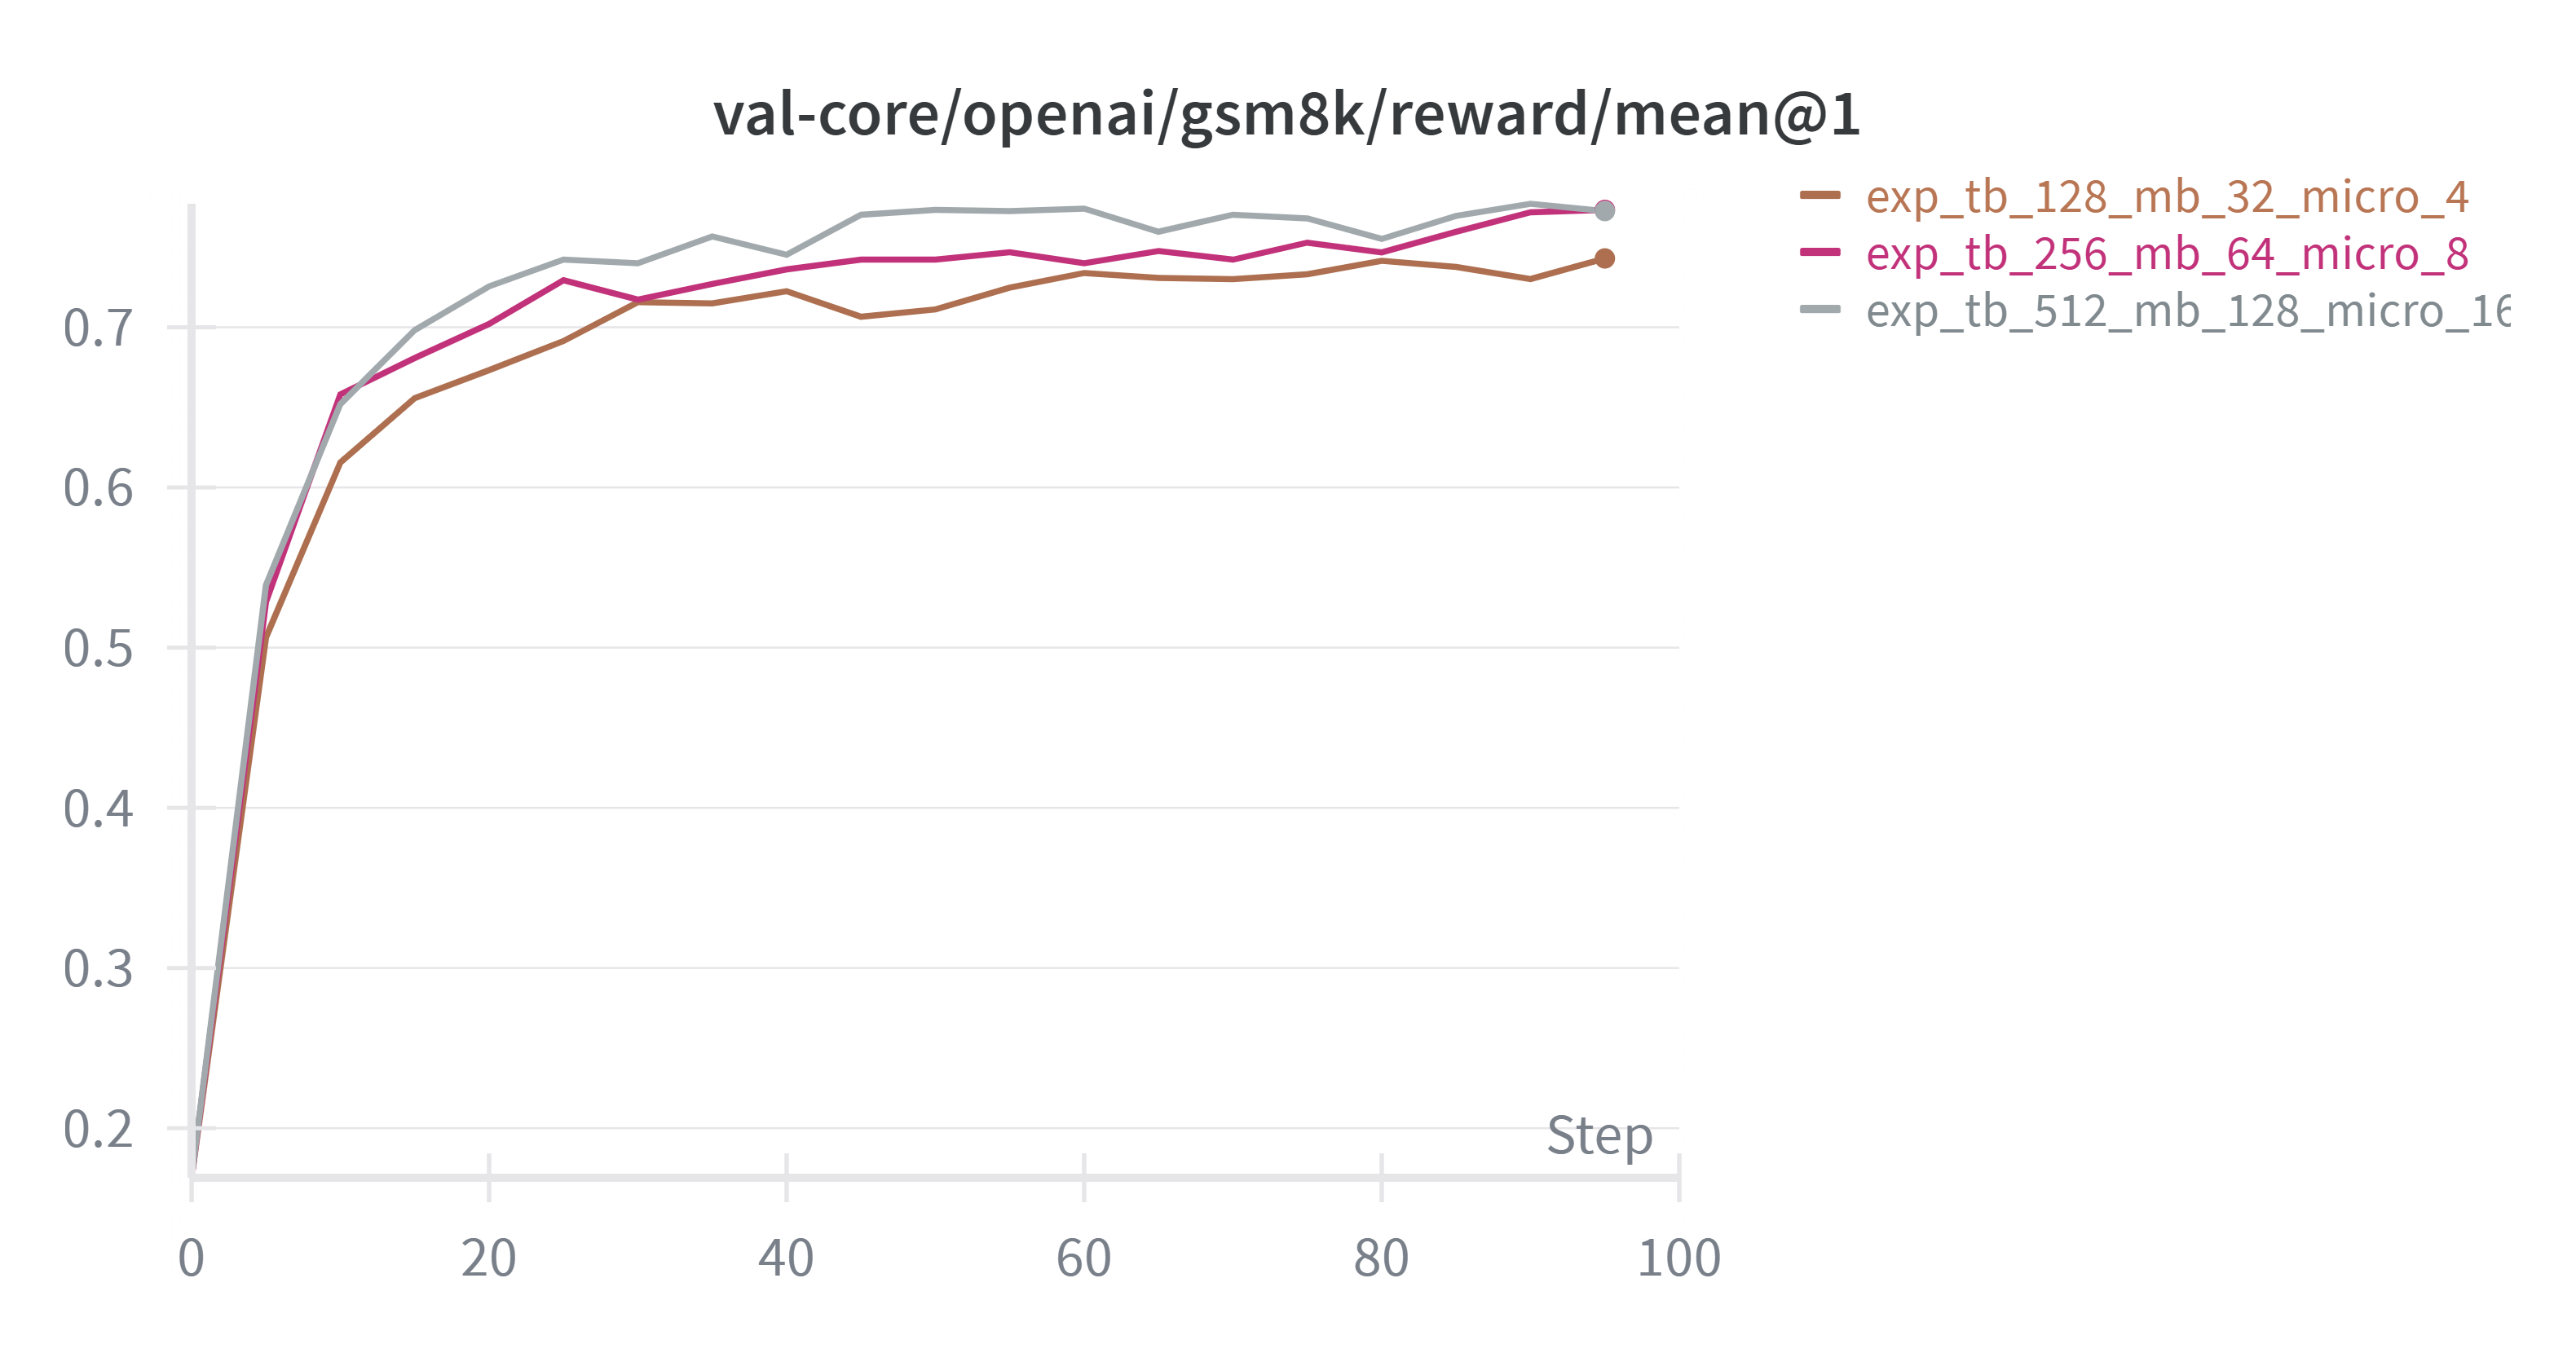 val-core/openai/gsm8k/reward/mean@1
exp_tb_128_mb_32_micro_4
exp_tb_256_mb_64_micro_8
exp_tb_512_mb_128_micro_16
0.7
0.6
0.5
0.4
0.3
0.2
Step
0 20 40 60 80 100